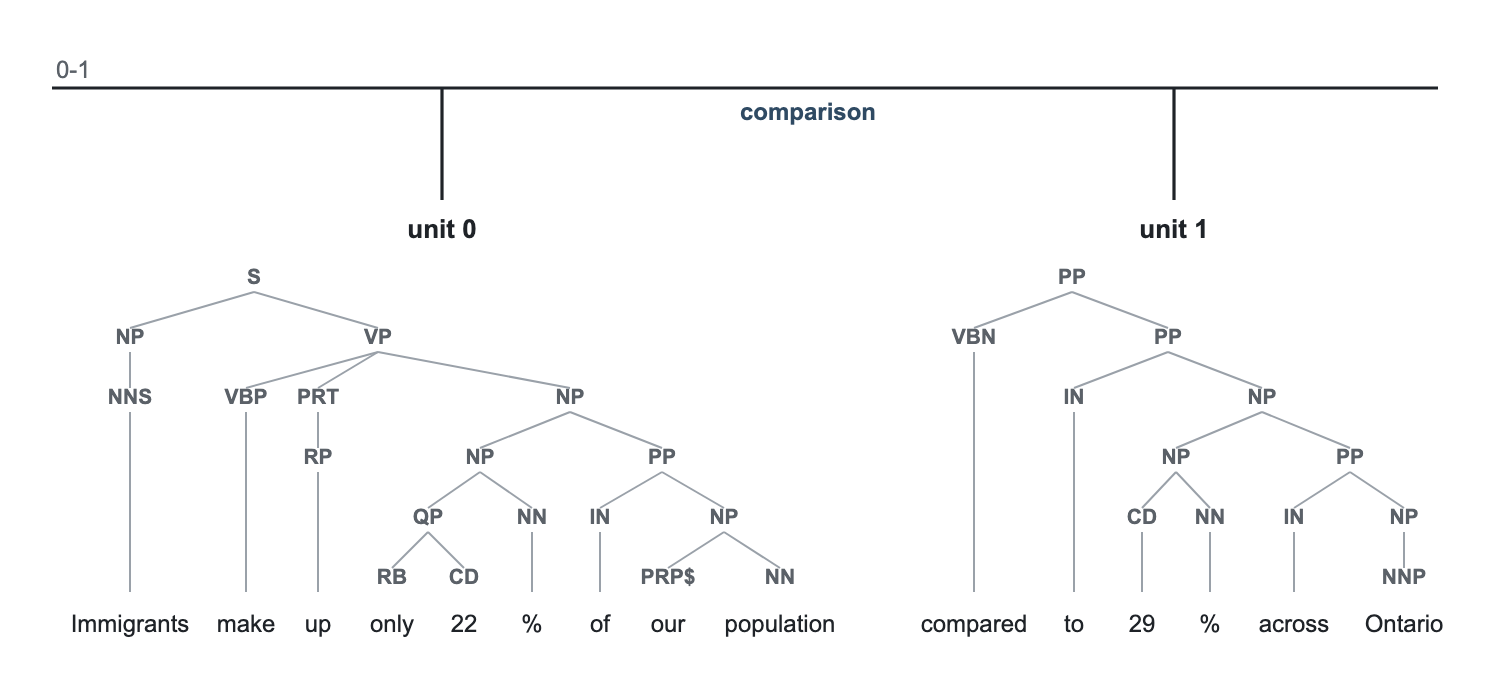 0-1
comparison
unit 0 unit 1
S PP
NP VP VBN PP
NNS VBP PRT NP IN NP
RP NP PP NP PP
QP NN IN NP CD NN IN NP
RB CD PRP$ NN NNP
Immigrants make up only 22 % of our population compared to 29 % across Ontario